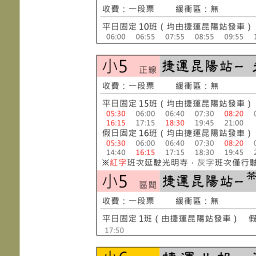 收費：一段票　　緩衝區：無
平日固定10班（均由捷運昆陽站發車）
06:00　06:55　07:55　08:55　09:55
小5 正線 捷運昆陽站─
收費：一段票　　緩衝區：無
平日固定15班（均由捷運昆陽站發車）
05:30　06:00　06:40　07:30　08:20
16:15　17:15　18:30　19:45　21:00
假日固定16班（均由捷運昆陽站發車）
05:30　06:00　06:40　07:30　08:20
14:40　16:15　17:15　18:30　19:45
※紅字班次延駛光明寺，灰字班次僅行駛
小5 區間 捷運昆陽站─茶
收費：一段票　　緩衝區：無
平日固定1班（由捷運昆陽站發車）　假
17:50